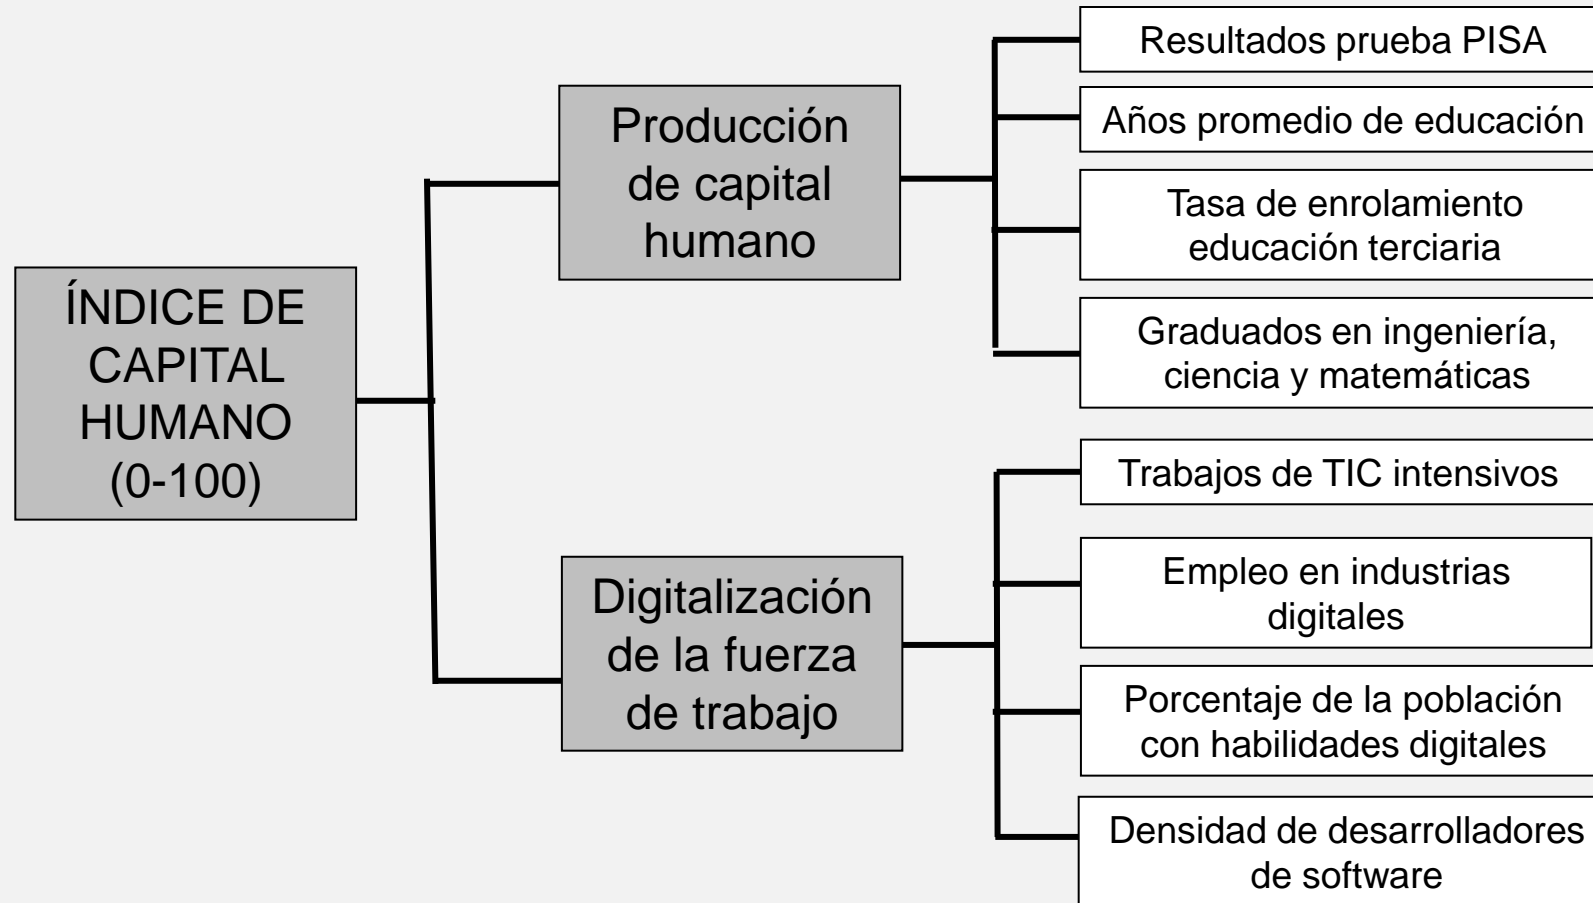 ÍNDICE DE
CAPITAL
HUMANO
(0-100)
Producción
de capital
humano
Resultados prueba PISA
Años promedio de educación
Tasa de enrolamiento
educación terciaria
Graduados en ingeniería,
ciencia y matemáticas
Digitalización
de la fuerza
de trabajo
Trabajos de TIC intensivos
Empleo en industrias
digitales
Porcentaje de la población
con habilidades digitales
Densidad de desarrolladores
de software